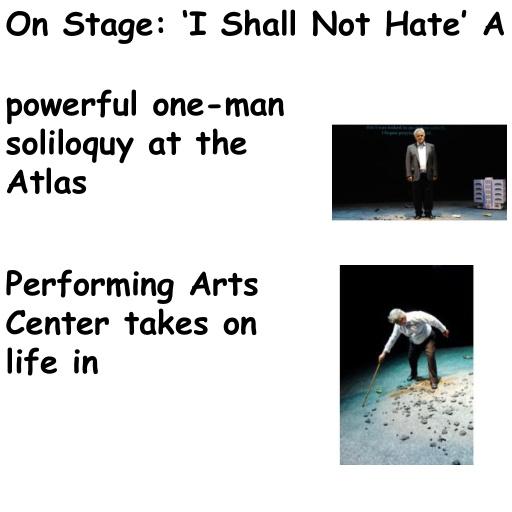 On Stage: ‘I Shall Not Hate’ A
powerful one-man
soliloquy at the
Atlas
Performing Arts
Center takes on
life in